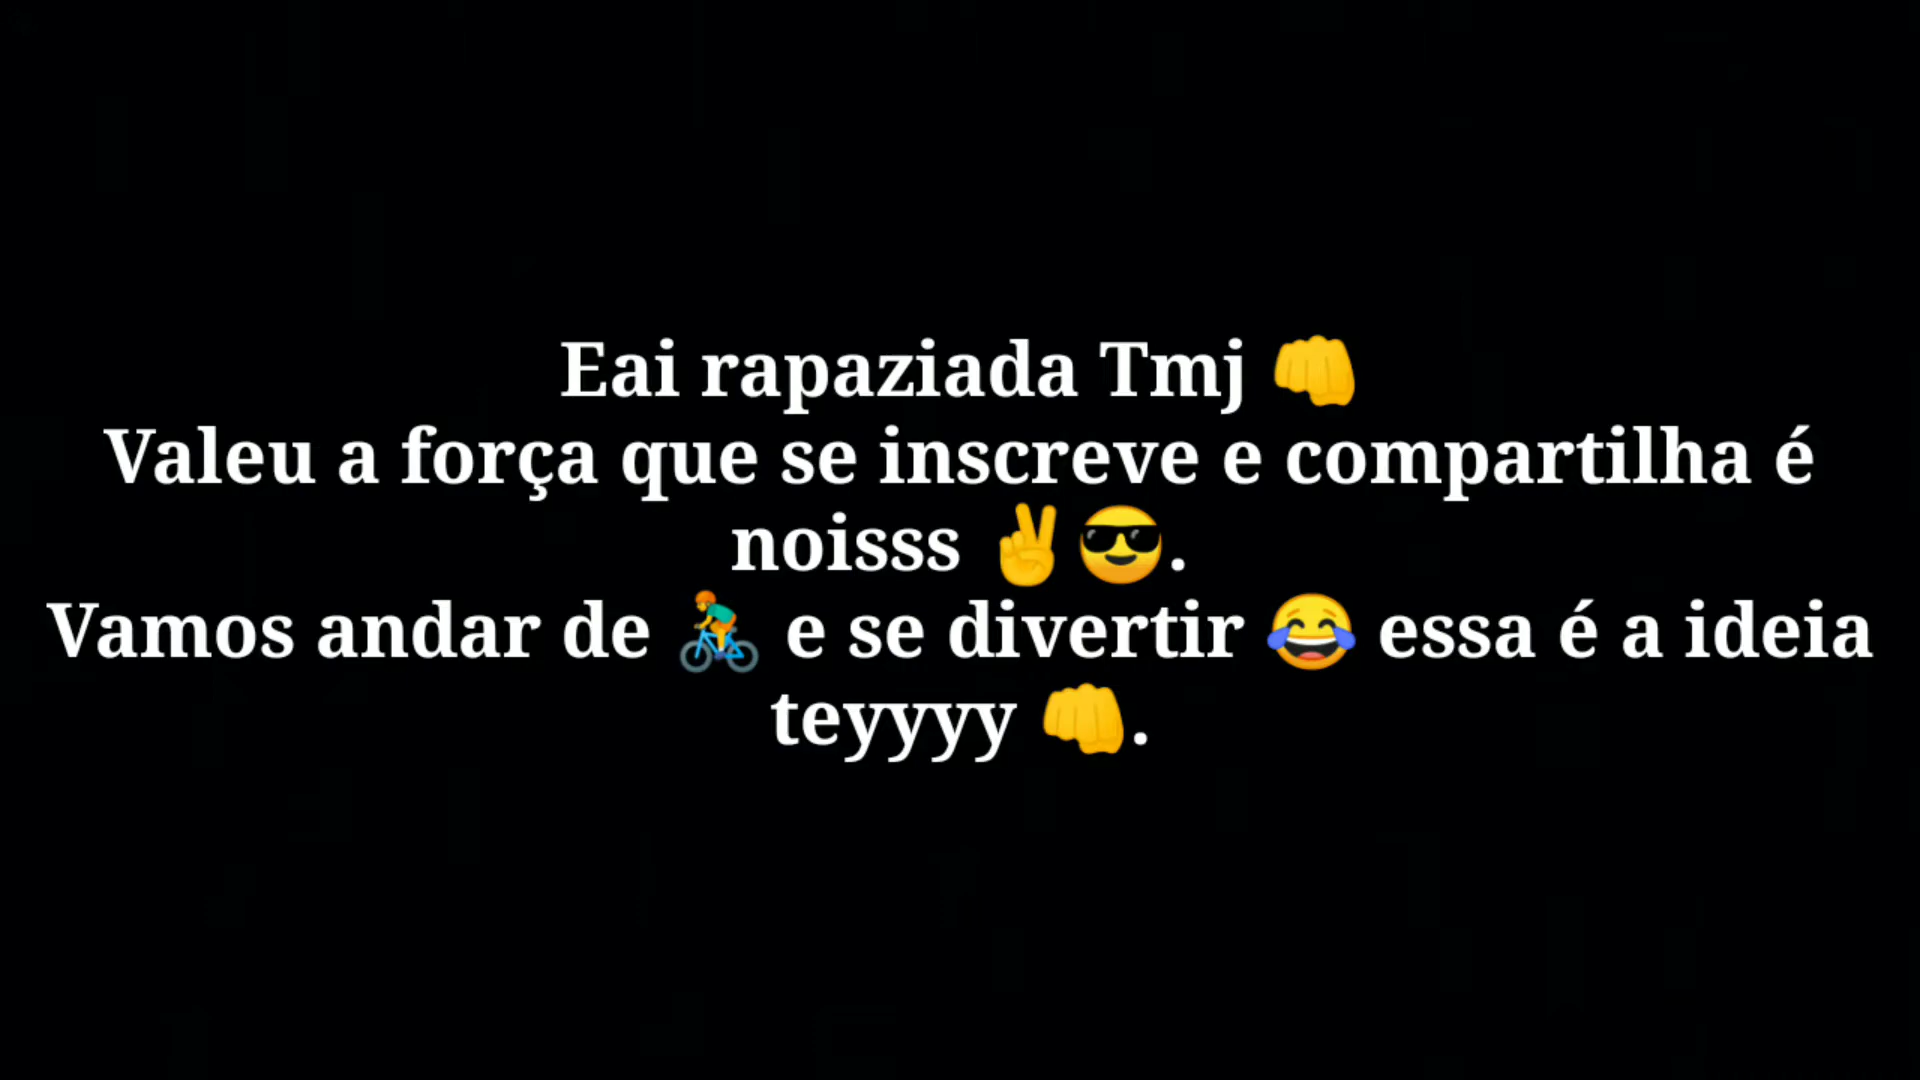 Eai rapaziada Tmj 👊
Valeu a força que se inscreve e compartilha é
noisss ✌😎.
Vamos andar de 🚴‍♂️ e se divertir 😂 essa é a ideia
teyyyy 👊.